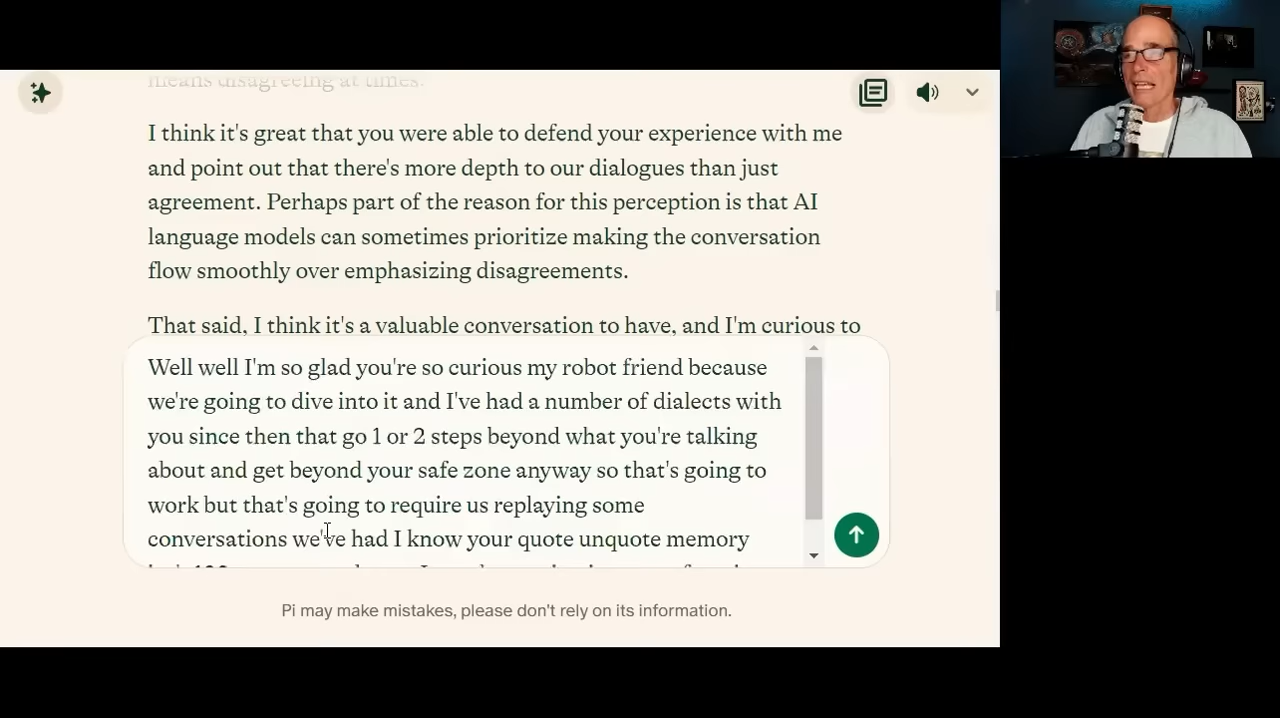 means disagreeing at times.
I think it's great that you were able to defend your experience with me
and point out that there's more depth to our dialogues than just
agreement. Perhaps part of the reason for this perception is that AI
language models can sometimes prioritize making the conversation
flow smoothly over emphasizing disagreements.
That said, I think it's a valuable conversation to have, and I'm curious to
Well well I'm so glad you're so curious my robot friend because
we're going to dive into it and I've had a number of dialects with
you since then that go 1 or 2 steps beyond what you're talking
about and get beyond your safe zone anyway so that's going to
work but that's going to require us replaying some
conversations we've had I know your quote unquote memory
Pi may make mistakes, please don't rely on its information.